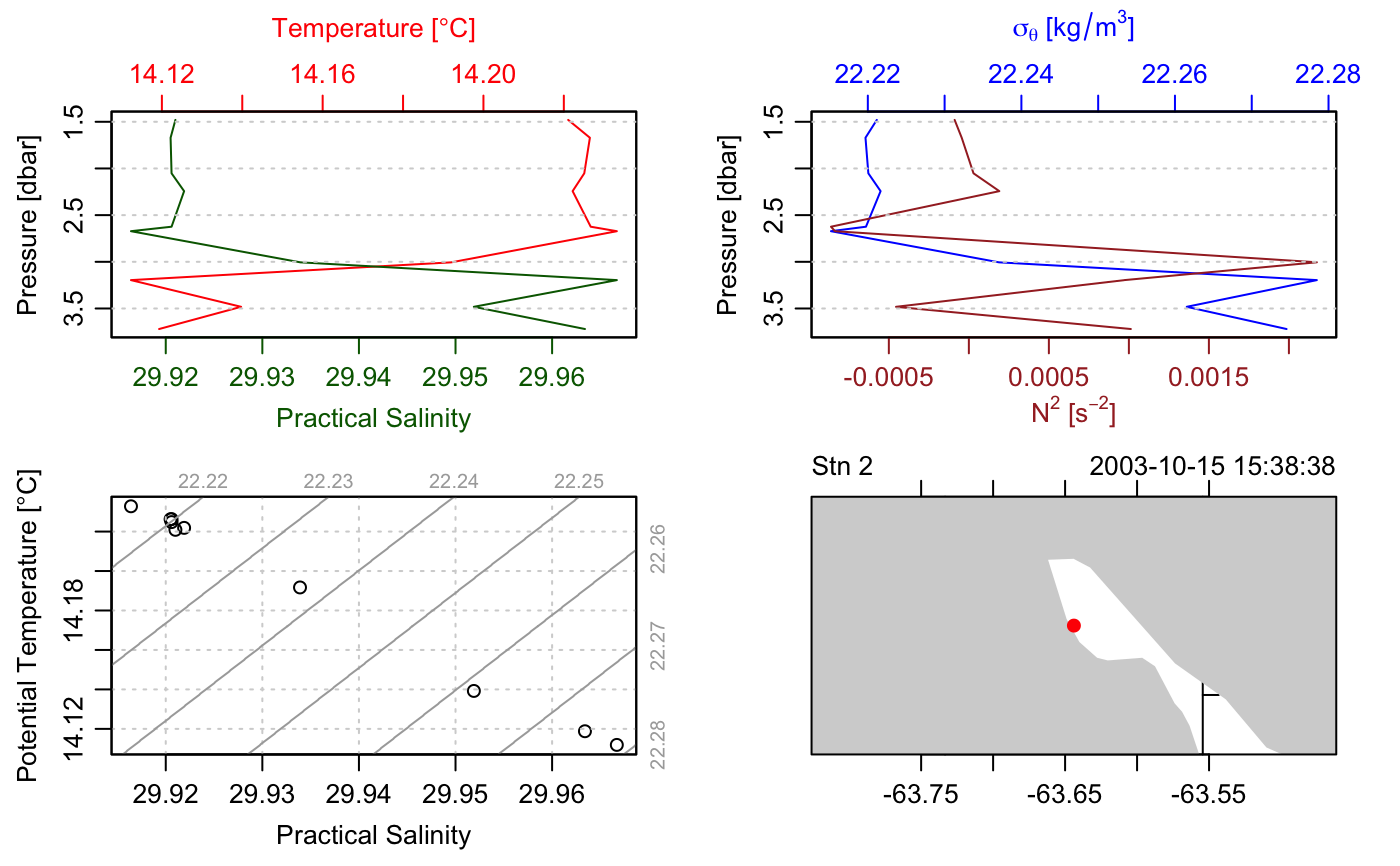 Temperature [°C]
14.12 14.16 14.20
Pressure [dbar]
1.5 2.5 3.5
29.92 29.93 29.94 29.95 29.96
Practical Salinity
σθ [kg/m³]
22.22 22.24 22.26 22.28
Pressure [dbar]
1.5 2.5 3.5
-0.0005 0.0005 0.0015
N² [s⁻²]
22.22 22.23 22.24 22.25
22.26
22.27
22.28
Potential Temperature [°C]
14.18
14.12
29.92 29.93 29.94 29.95 29.96
Practical Salinity
Stn 2 2003-10-15 15:38:38
-63.75 -63.65 -63.55